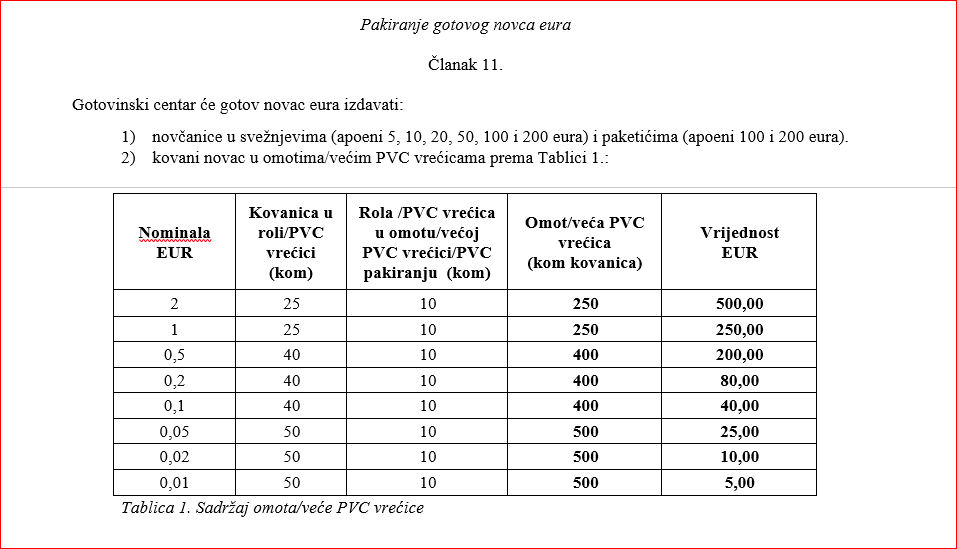 Pakiranje gotovog novca eura
Članak 11.
Gotovinski centar će gotov novac eura izdavati:
1) novčanice u svežnjevima (apoeni 5, 10, 20, 50, 100 i 200 eura) i paketićima (apoeni 100 i 200 eura).
2) kovani novac u omotima/većim PVC vrećicama prema Tablici 1.:
Nominala
EUR
Kovanica u
roli/PVC
vrećici
(kom)
Rola /PVC vrećica
u omotu/većoj
PVC vrećici/PVC
pakiranju (kom)
Omot/veća PVC
vrećica
(kom kovanica)
Vrijednost
EUR
2 25 10 250 500,00
1 25 10 250 250,00
0,5 40 10 400 200,00
0,2 40 10 400 80,00
0,1 40 10 400 40,00
0,05 50 10 500 25,00
0,02 50 10 500 10,00
0,01 50 10 500 5,00
Tablica 1. Sadržaj omota/veće PVC vrećice